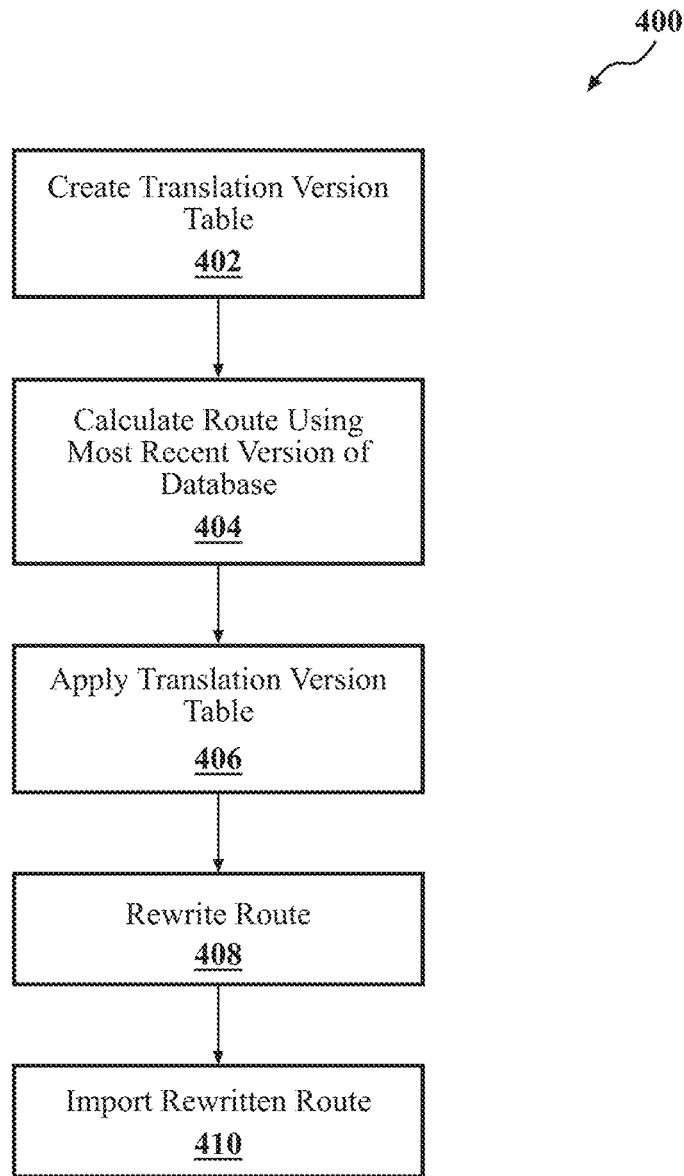 400
Create Translation Version
Table
402
Calculate Route Using
Most Recent Version of
Database
404
Apply Translation Version
Table
406
Rewrite Route
408
Import Rewritten Route
410